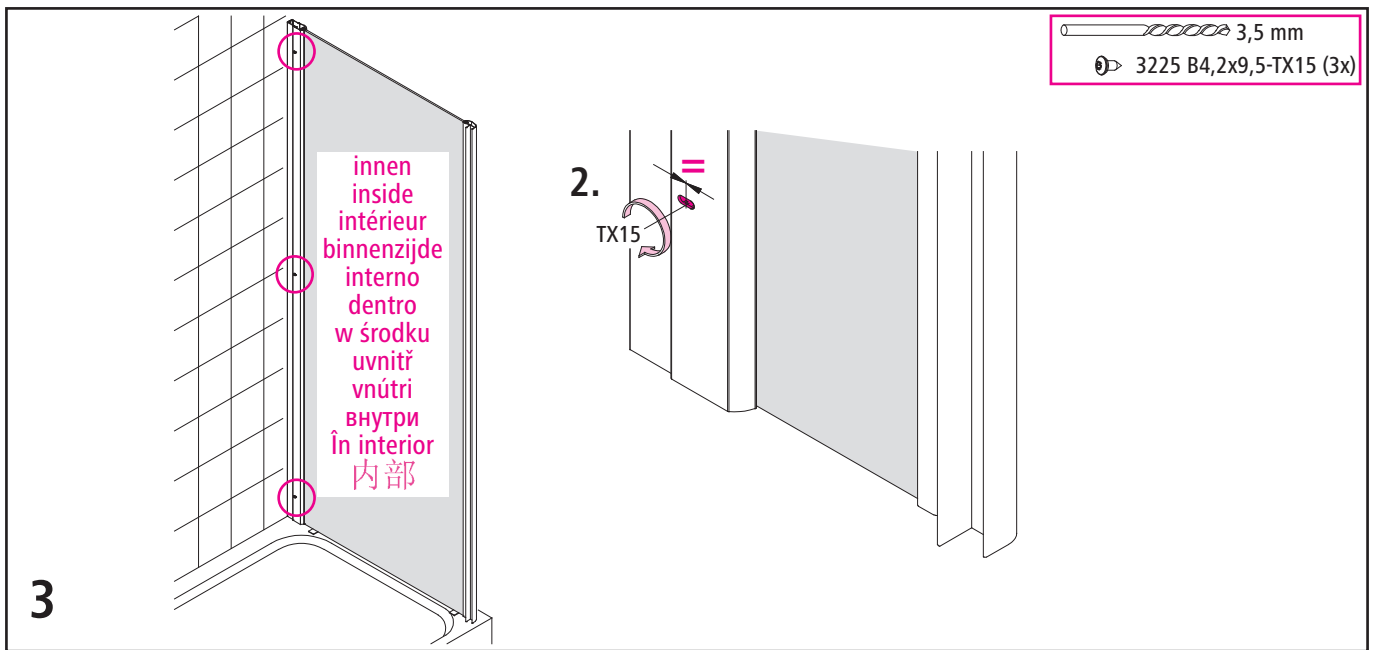 3,5 mm
3225 B4,2x9,5-TX15 (3x)
innen
inside
intérieur
binnenzijde
interno
dentro
w środku
uvnitř
vnútri
внутри
În interior
内部
2.
=
TX15
3